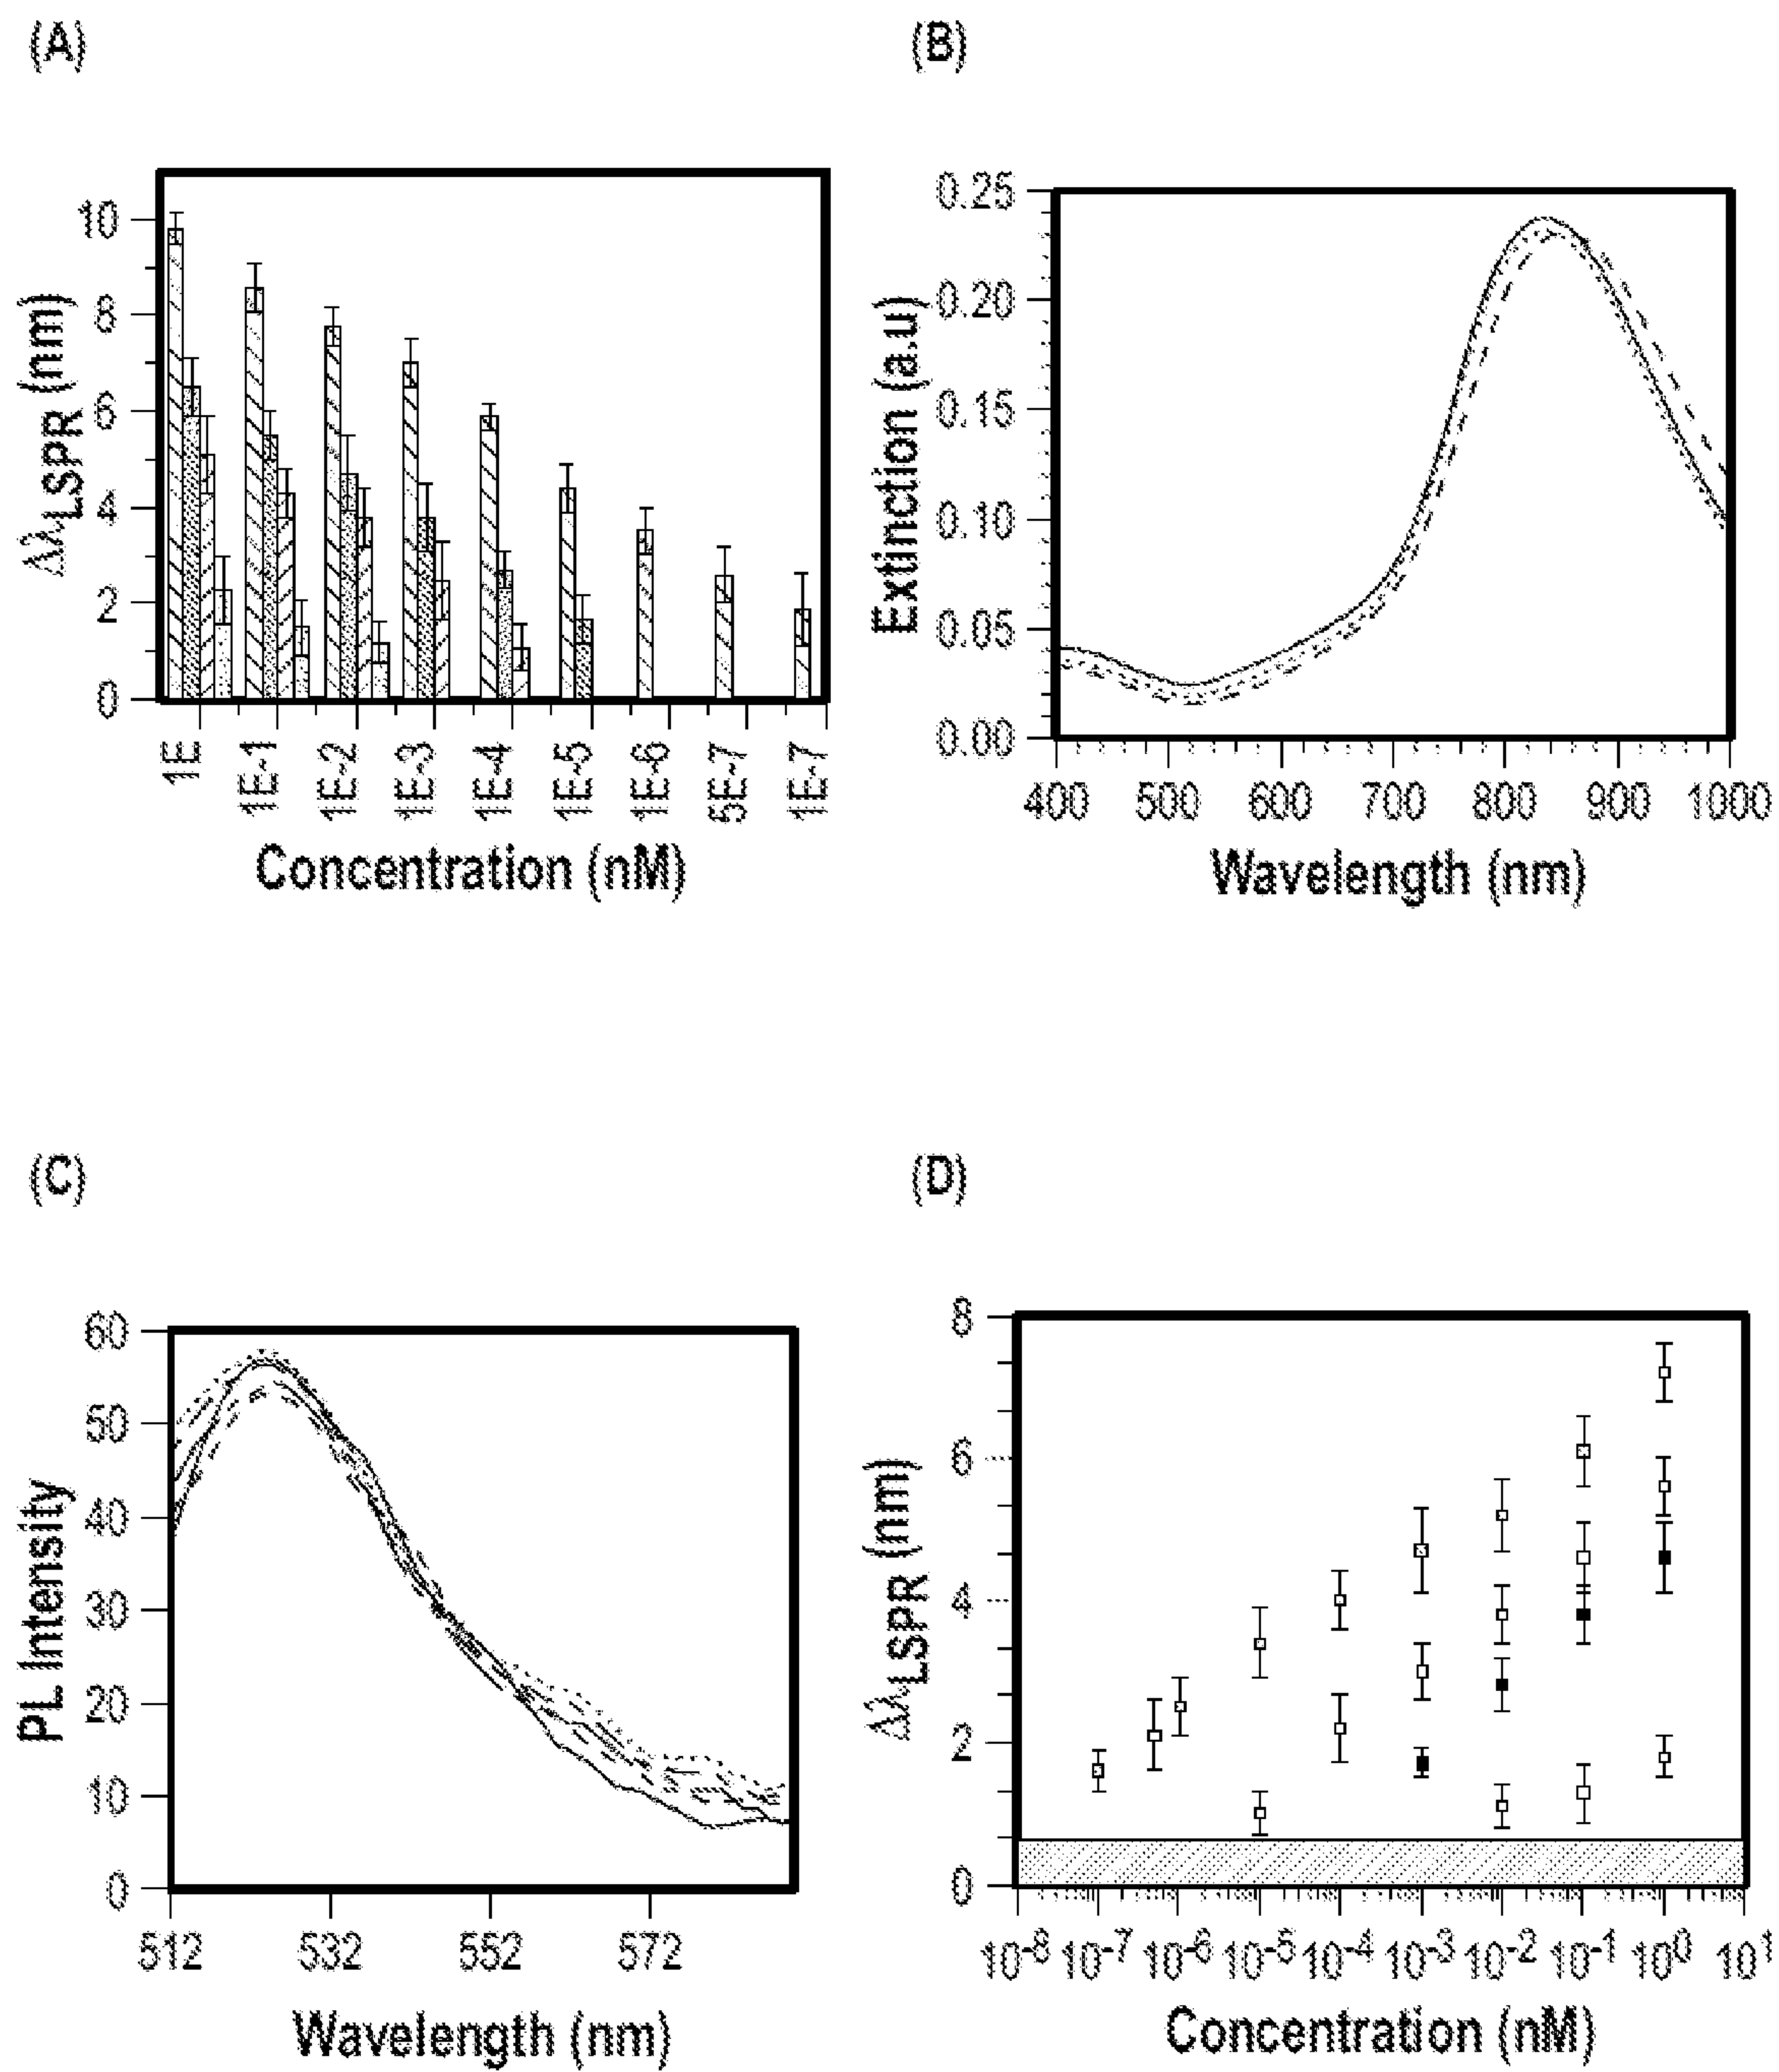 (A)
10
8
6
4
2
0
ΔλLSPR (nm)
1E
1E-1
1E-2
1E-3
1E-4
1E-5
1E-6
5E-7
1E-7
Concentration (nM)
(B)
0.25
0.20
0.15
0.10
0.05
0.00
Extinction (a.u)
400 500 600 700 800 900 1000
Wavelength (nm)
(C)
60
50
40
30
20
10
0
PL Intensity
512 532 552 572
Wavelength (nm)
(D)
8
6
4
2
0
ΔλLSPR (nm)
10⁻⁸ 10⁻⁷ 10⁻⁶ 10⁻⁵ 10⁻⁴ 10⁻³ 10⁻² 10⁻¹ 10⁰ 10¹
Concentration (nM)